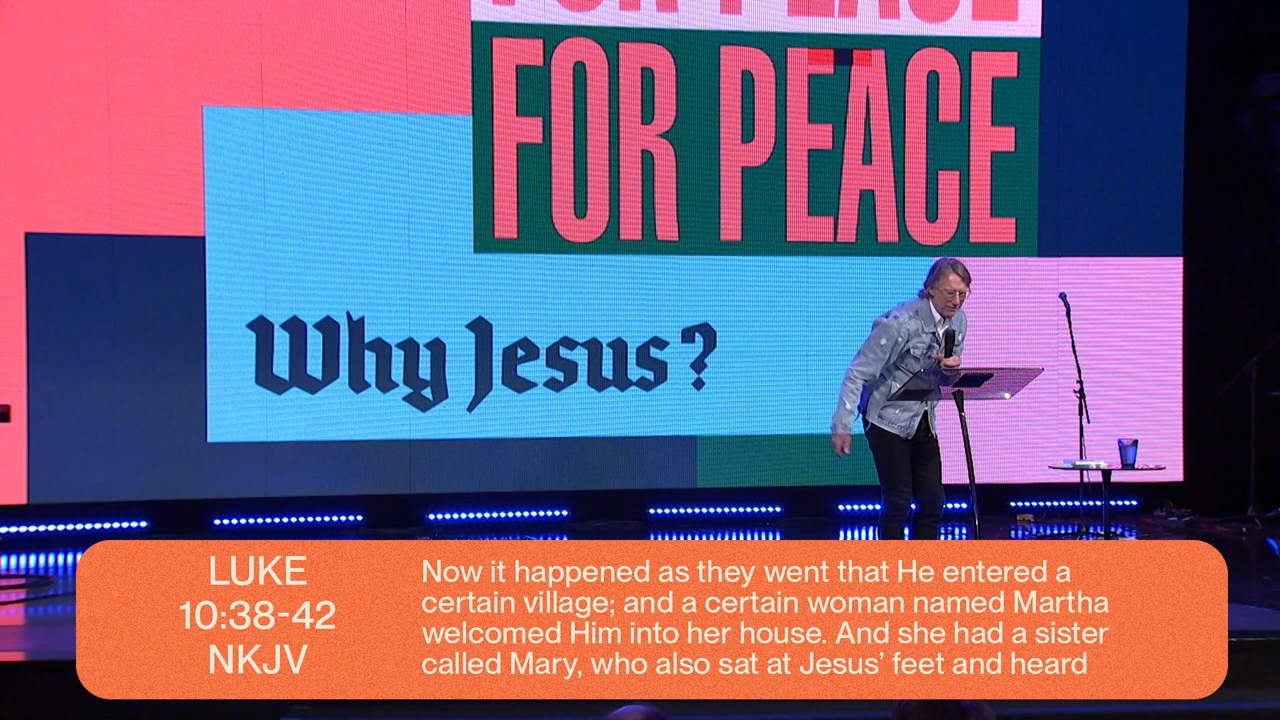 FOR PEACE
FOR PEACE
Why Jesus?
LUKE
10:38-42
NKJV
Now it happened as they went that He entered a
certain village; and a certain woman named Martha
welcomed Him into her house. And she had a sister
called Mary, who also sat at Jesus’ feet and heard